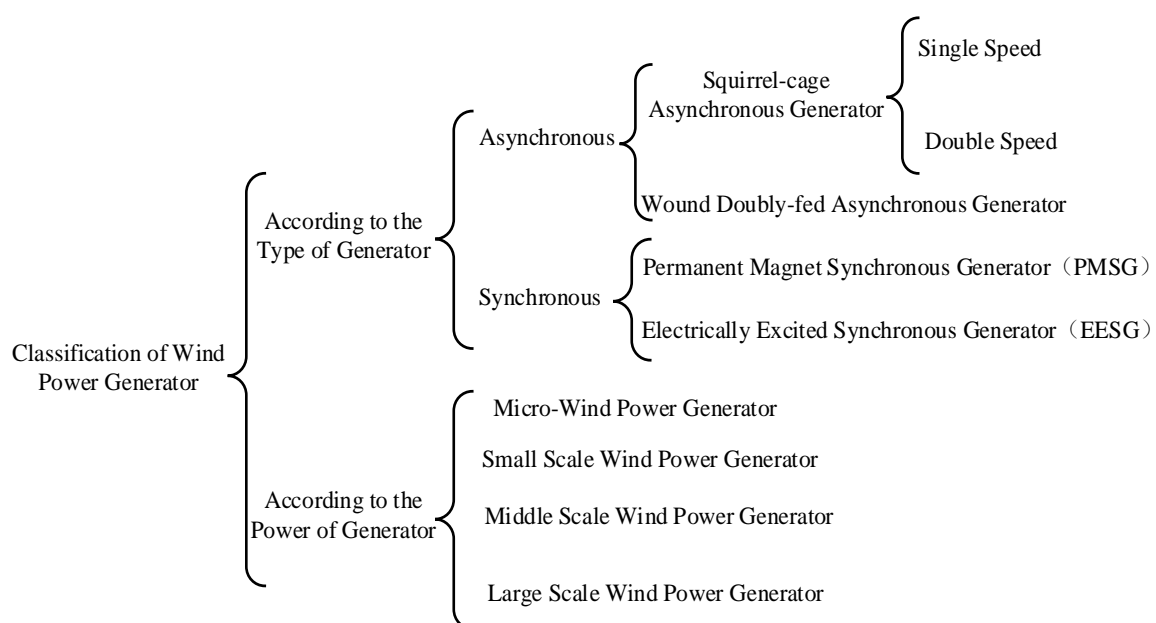 Classification of Wind
Power Generator
According to the
Type of Generator
Asynchronous
Squirrel-cage
Asynchronous Generator
Single Speed
Double Speed
Wound Doubly-fed Asynchronous Generator
Synchronous
Permanent Magnet Synchronous Generator（PMSG）
Electrically Excited Synchronous Generator（EESG）
According to the
Power of Generator
Micro-Wind Power Generator
Small Scale Wind Power Generator
Middle Scale Wind Power Generator
Large Scale Wind Power Generator